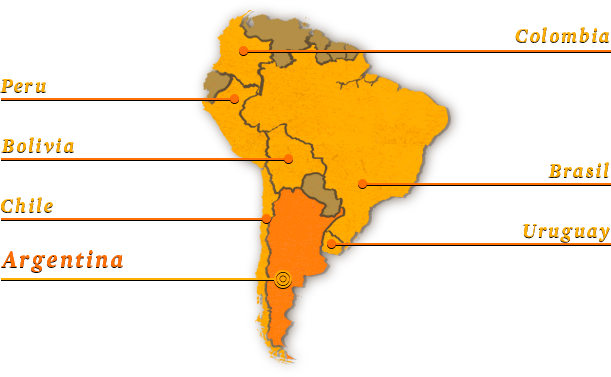 Colombia
Peru
Bolivia
Brasil
Chile
Uruguay
Argentina